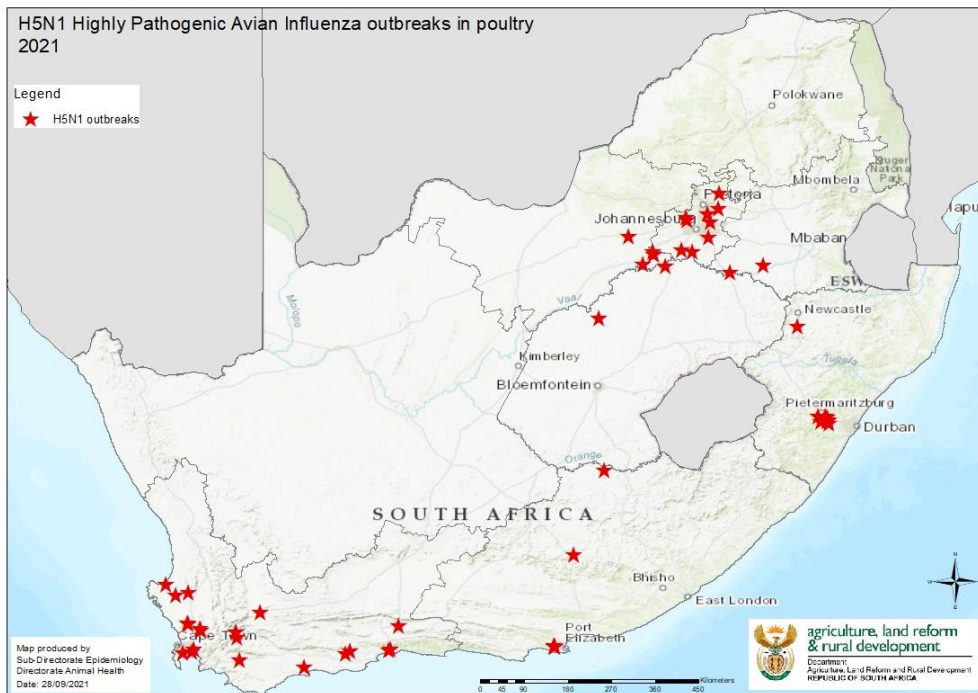 H5N1 Highly Pathogenic Avian Influenza outbreaks in poultry
2021
Legend
H5N1 outbreaks
Polokwane
Kruger
National
Park
Mbombela
Pretoria
Johannesburg
Mbaban
ESW
Molopo
Vaal
Newcastle
Kimberley
Tugela
Bloemfontein
Pietermaritzburg
Durban
Orange
SOUTH AFRICA
Bhisho
East London
Port
Elizabeth
Cape Town
Map produced by
Sub-Directorate Epidemiology
Directorate Animal Health
Date: 28/09/2021
Kilometers
0 45 90 180 270 360 450
N
W
E
S
agriculture, land reform
& rural development
Department:
Agriculture, Land Reform and Rural Development
REPUBLIC OF SOUTH AFRICA